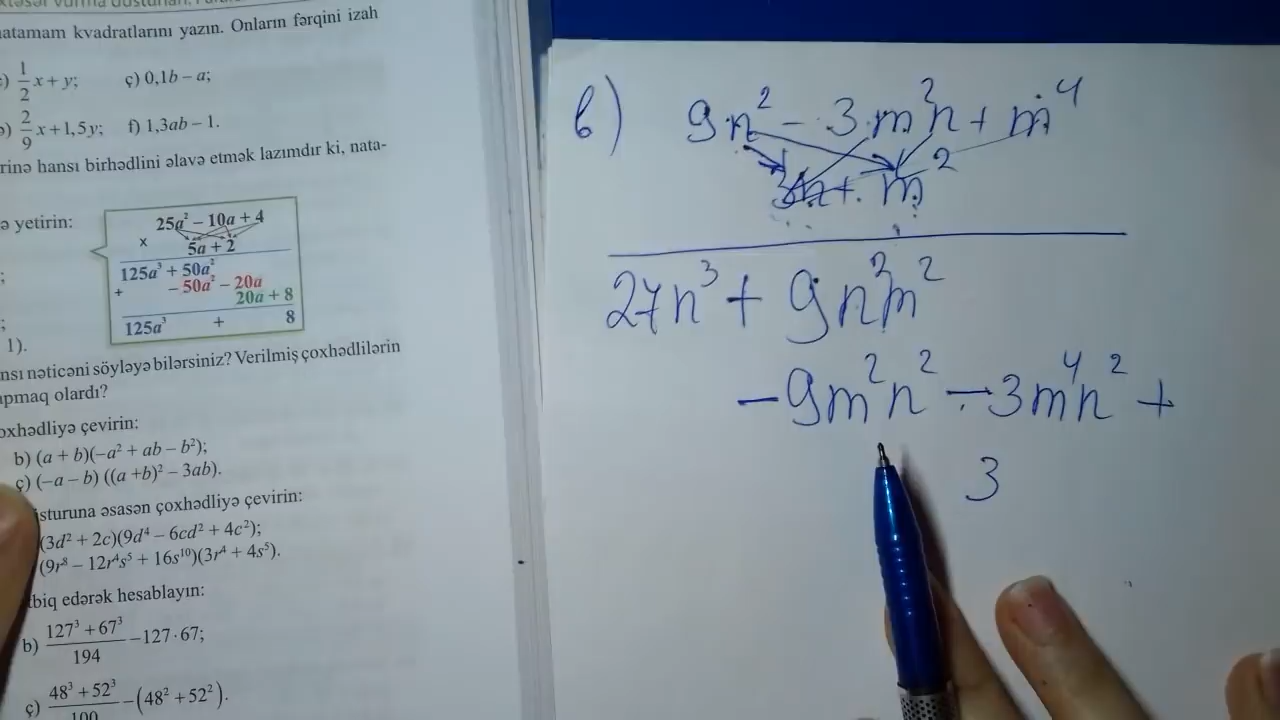 natamam kvadratlarını yazın. Onların fərqini izah
) 1/2 x + y; ç) 0,1b – a;
) 2/9 x + 1,5y; f) 1,3ab – 1.
rinə hansı birhədlini əlavə etmək lazımdır ki, nata-
ə yetirin:
25a² – 10a + 4
x 5a + 2
125a³ + 50a²
+ – 50a² – 20a
20a + 8
125a³ + 8
;
;
1).
nsı nəticəni söyləyə bilərsiniz? Verilmiş çoxhədlilərin
apmaq olardı?
oxhədliyə çevirin:
b) (a + b)(–a² + ab – b²);
ç) (–a – b) ((a +b)² – 3ab).
üsturuna əsasən çoxhədliyə çevirin:
(3d² + 2c)(9d⁴ – 6cd² + 4c²);
(9r⁸ – 12r⁴s⁵ + 16s¹⁰)(3r⁴ + 4s⁵).
tbiq edərək hesablayın:
b) (127³ + 67³)/194 – 127 · 67;
ç) (48³ + 52³)/100 – (48² + 52²).
b) 9n² – 3m²n + m⁴
3n + m²
27n³ + 9n²m²
– 9m²n² – 3m⁴n² +
3